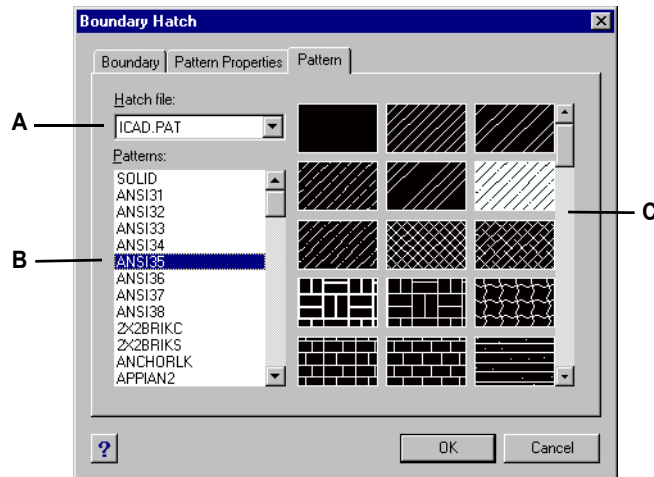 Boundary Hatch
Boundary
Pattern Properties
Pattern
Hatch file:
A
ICAD.PAT
Patterns:
SOLID
ANSI31
ANSI32
ANSI33
ANSI34
B
ANSI35
ANSI36
ANSI37
ANSI38
2X2BRIKC
2X2BRIKS
ANCHORLK
APPIAN2
C
?
OK
Cancel